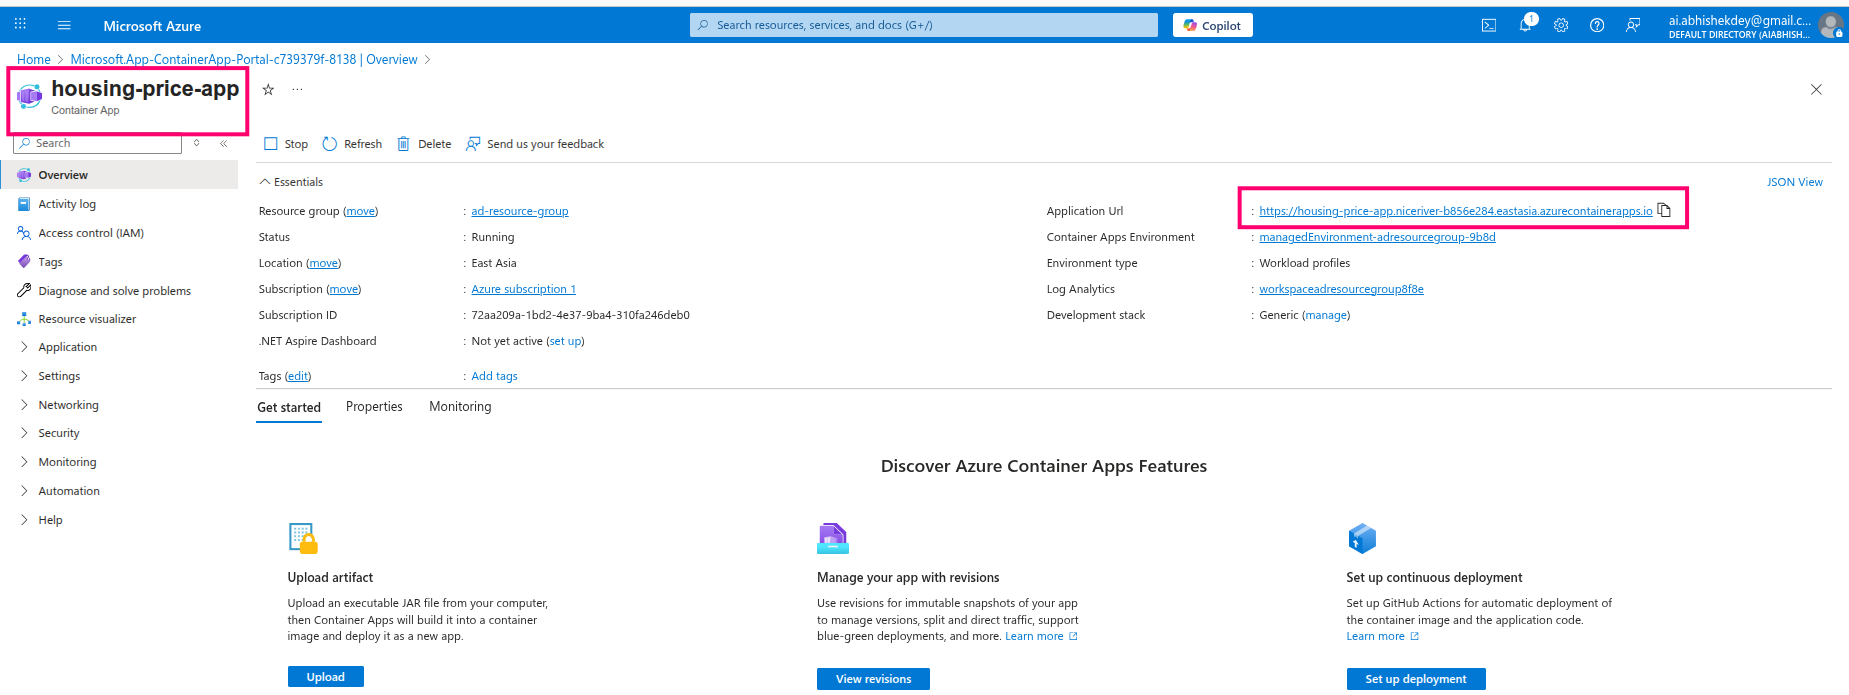 Microsoft Azure
Search resources, services, and docs (G+/)
Copilot
1
ai.abhishekdey@gmail.c...
DEFAULT DIRECTORY (AIABHISH...
Home > Microsoft.App-ContainerApp-Portal-c739379f-8138 | Overview >
housing-price-app
Container App
Search
Stop Refresh Delete Send us your feedback
Overview
Activity log
Access control (IAM)
Tags
Diagnose and solve problems
Resource visualizer
Application
Settings
Networking
Security
Monitoring
Automation
Help
Essentials
JSON View
Resource group (move) : ad-resource-group
Status : Running
Location (move) : East Asia
Subscription (move) : Azure subscription 1
Subscription ID : 72aa209a-1bd2-4e37-9ba4-310fa246deb0
.NET Aspire Dashboard : Not yet active (set up)
Tags (edit) : Add tags
Application Url : https://housing-price-app.niceriver-b856e284.eastasia.azurecontainerapps.io
Container Apps Environment : managedEnvironment-adresourcegroup-9b8d
Environment type : Workload profiles
Log Analytics : workspaceadresourcegroup8f8e
Development stack : Generic (manage)
Get started Properties Monitoring
Discover Azure Container Apps Features
Upload artifact
Upload an executable JAR file from your computer,
then Container Apps will build it into a container
image and deploy it as a new app.
Upload
Manage your app with revisions
Use revisions for immutable snapshots of your app
to manage versions, split and direct traffic, support
blue-green deployments, and more. Learn more
View revisions
Set up continuous deployment
Set up GitHub Actions for automatic deployment of
the container image and the application code.
Learn more
Set up deployment